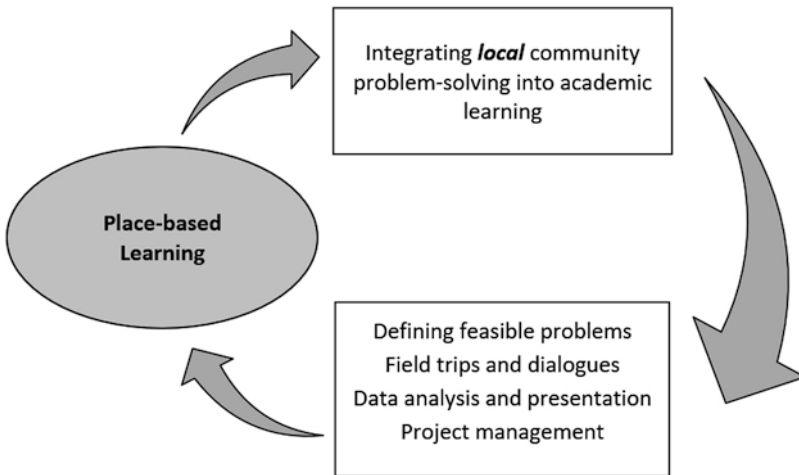 Integrating local community
problem-solving into academic
learning
Place-based
Learning
Defining feasible problems
Field trips and dialogues
Data analysis and presentation
Project management